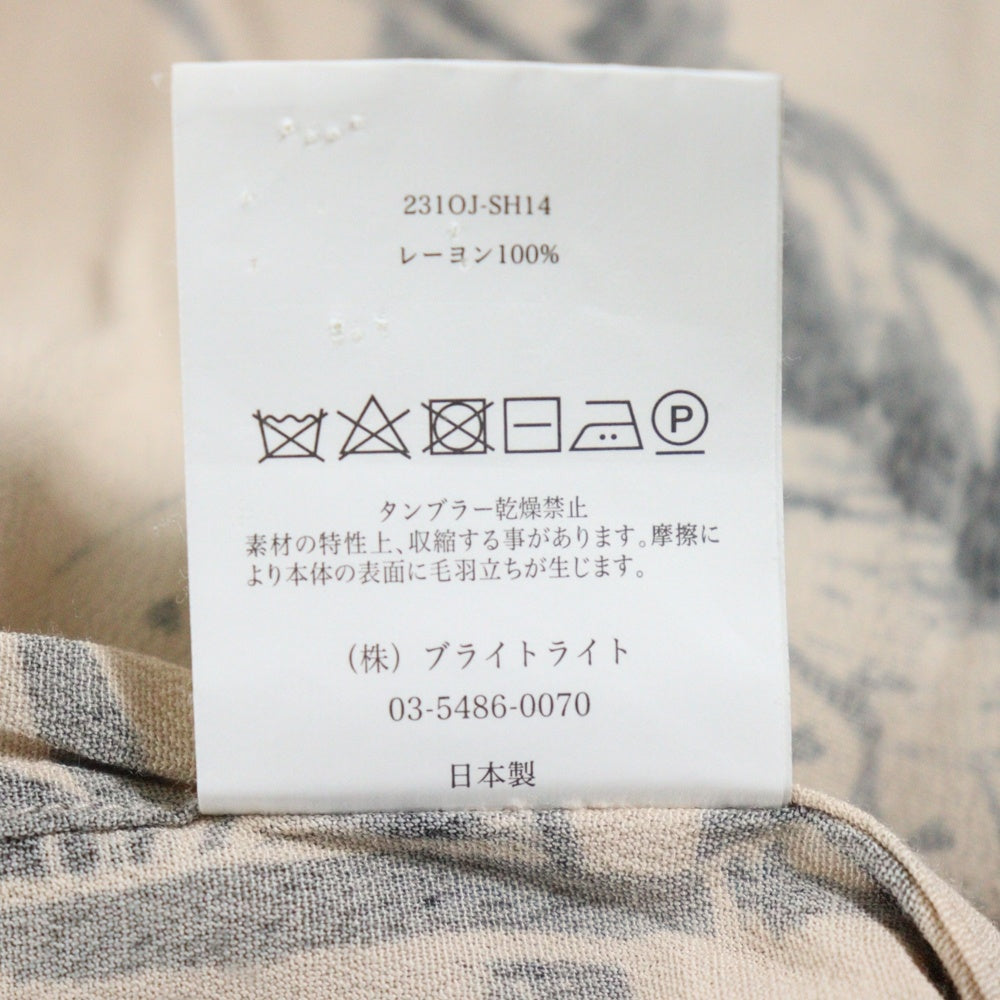 231OJ-SH14
レーヨン100%
P
タンブラー乾燥禁止
素材の特性上、収縮する事があります。摩擦に
より本体の表面に毛羽立ちが生じます。
(株) ブライトライト
03-5486-0070
日本製